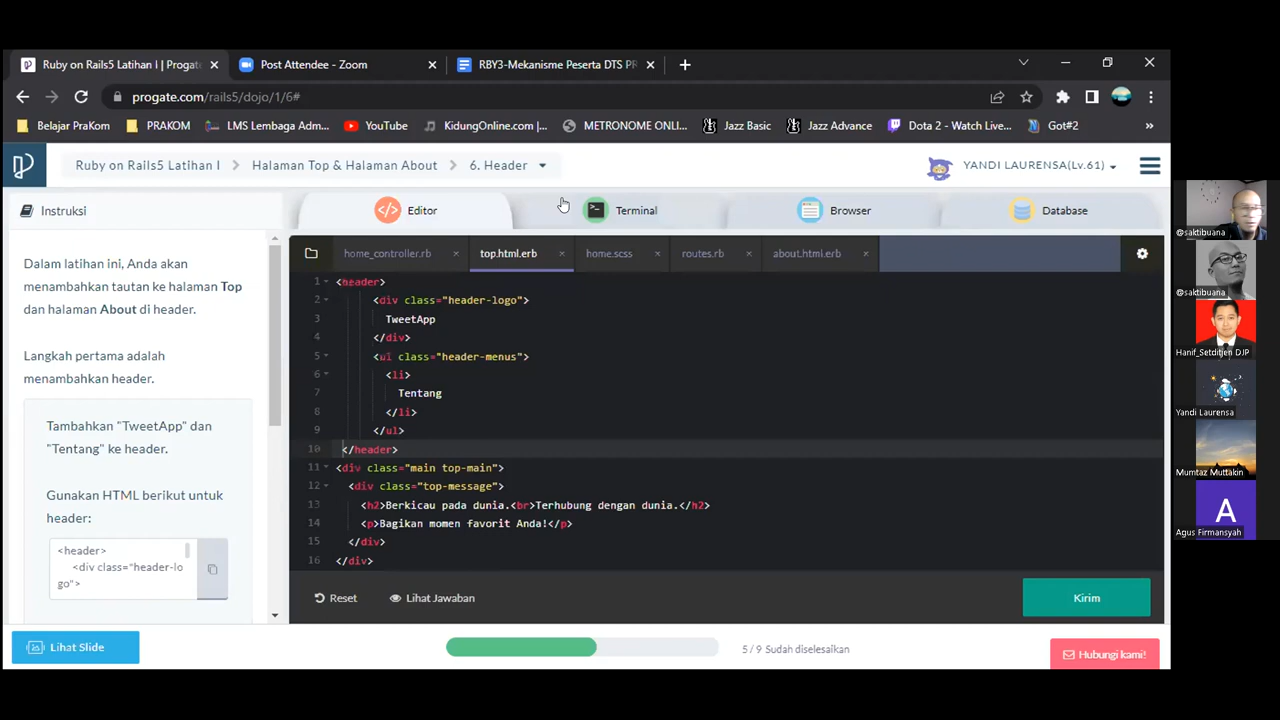 Ruby on Rails5 Latihan I | Progate
Post Attendee - Zoom
RBY3-Mekanisme Peserta DTS PR
progate.com/rails5/dojo/1/6#
Belajar PraKom
PRAKOM
LMS Lembaga Adm...
YouTube
KidungOnline.com |...
METRONOME ONLI...
Jazz Basic
Jazz Advance
Dota 2 - Watch Live...
Got#2
»
Ruby on Rails5 Latihan I
Halaman Top & Halaman About
6. Header
YANDI LAURENSA(Lv.61)
Instruksi
Editor
Terminal
Browser
Database
home_controller.rb
top.html.erb
home.scss
routes.rb
about.html.erb
Dalam latihan ini, Anda akan
menambahkan tautan ke halaman Top
dan halaman About di header.
Langkah pertama adalah
menambahkan header.
Tambahkan "TweetApp" dan
"Tentang" ke header.
Gunakan HTML berikut untuk
header:
<header>
<div class="header-lo
go">
1 <header>
2 <div class="header-logo">
3 TweetApp
4 </div>
5 <ul class="header-menus">
6 <li>
7 Tentang
8 </li>
9 </ul>
10 </header>
11 <div class="main top-main">
12 <div class="top-message">
13 <h2>Berkicau pada dunia.<br>Terhubung dengan dunia.</h2>
14 <p>Bagikan momen favorit Anda!</p>
15 </div>
16 </div>
Reset
Lihat Jawaban
Kirim
Lihat Slide
5 / 9 Sudah diselesaikan
Hubungi kami!
@saktibuana
@saktibuana
Hanif_Setditjen DJP
Yandi Laurensa
Mumtaz Muttakin
A
Agus Firmansyah